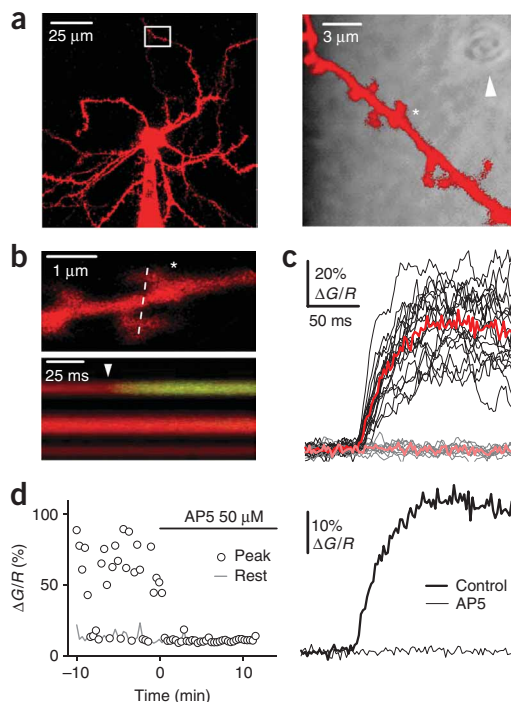 a
25 µm
3 µm
*
b
1 µm
*
25 ms
c
20%
ΔG/R
50 ms
d
100
50
0
ΔG/R (%)
AP5 50 µM
Peak
Rest
–10
0
10
Time (min)
10%
ΔG/R
Control
AP5